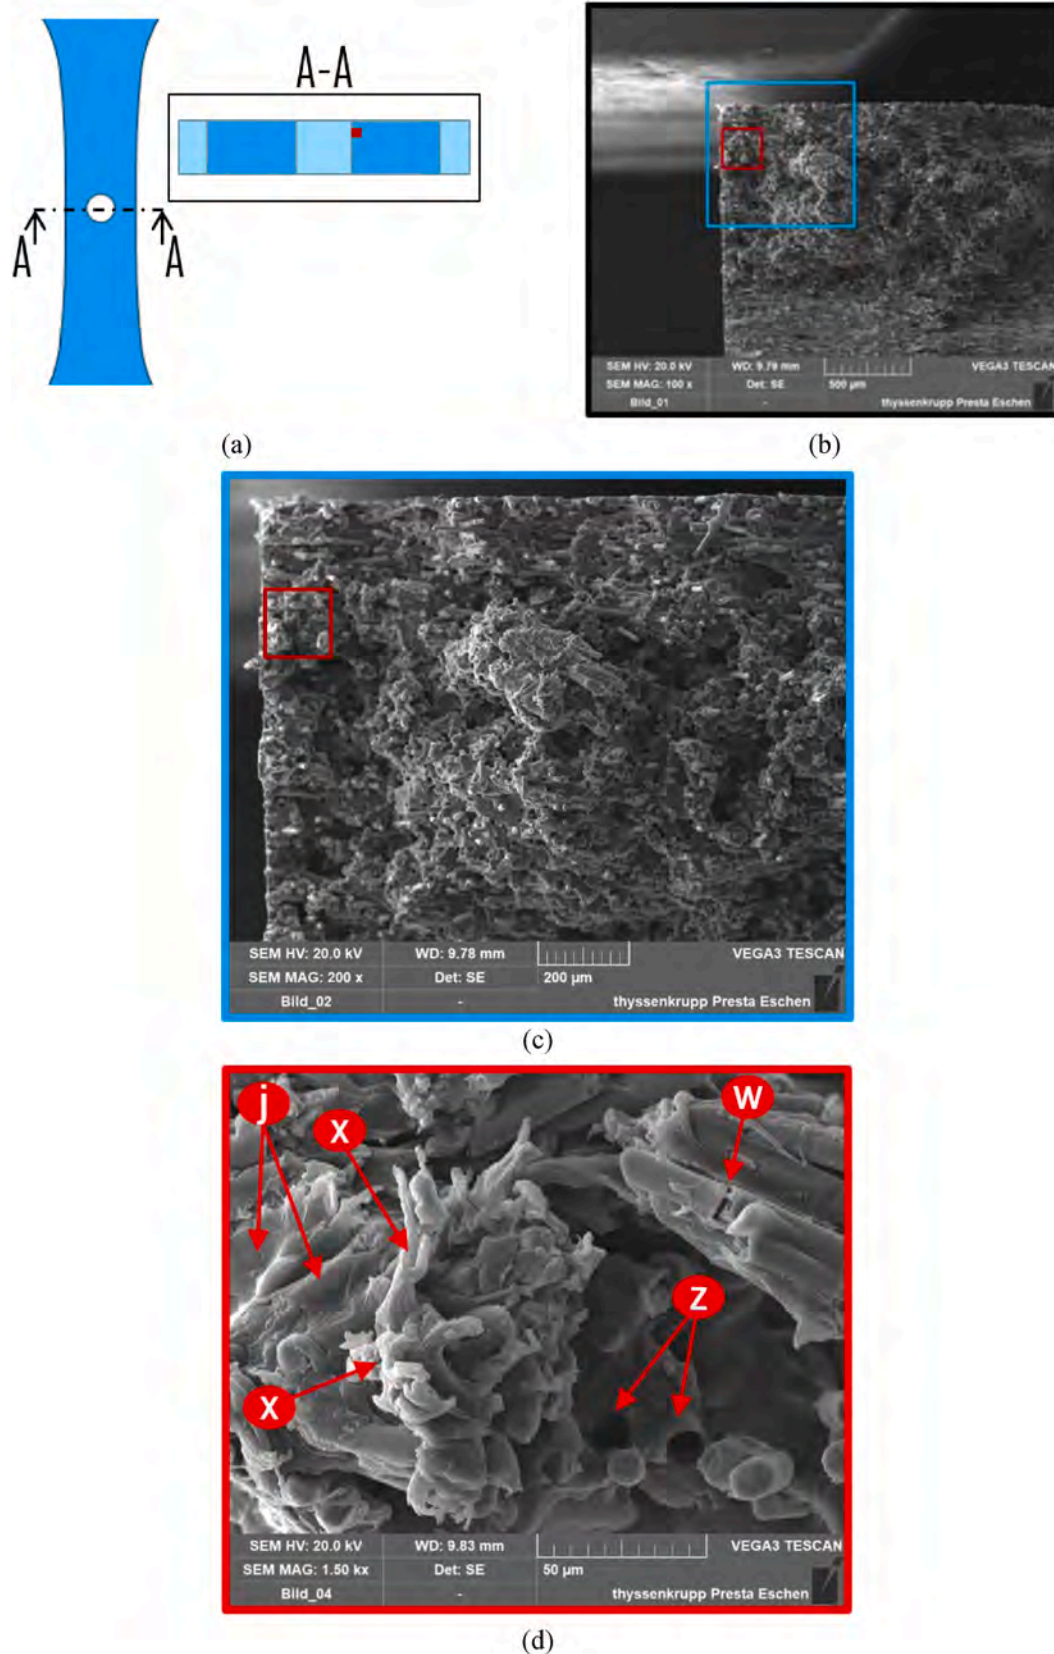 A-A
A A
SEM HV: 20.0 kV WD: 9.79 mm VEGA3 TESCAN
SEM MAG: 100 x Det: SE 500 µm
Bild_01 - thyssenkrupp Presta Eschen
(a) (b)
SEM HV: 20.0 kV WD: 9.78 mm VEGA3 TESCAN
SEM MAG: 200 x Det: SE 200 µm
Bild_02 - thyssenkrupp Presta Eschen
(c)
j X W
Z
X
SEM HV: 20.0 kV WD: 9.83 mm VEGA3 TESCAN
SEM MAG: 1.50 kx Det: SE 50 µm
Bild_04 - thyssenkrupp Presta Eschen
(d)